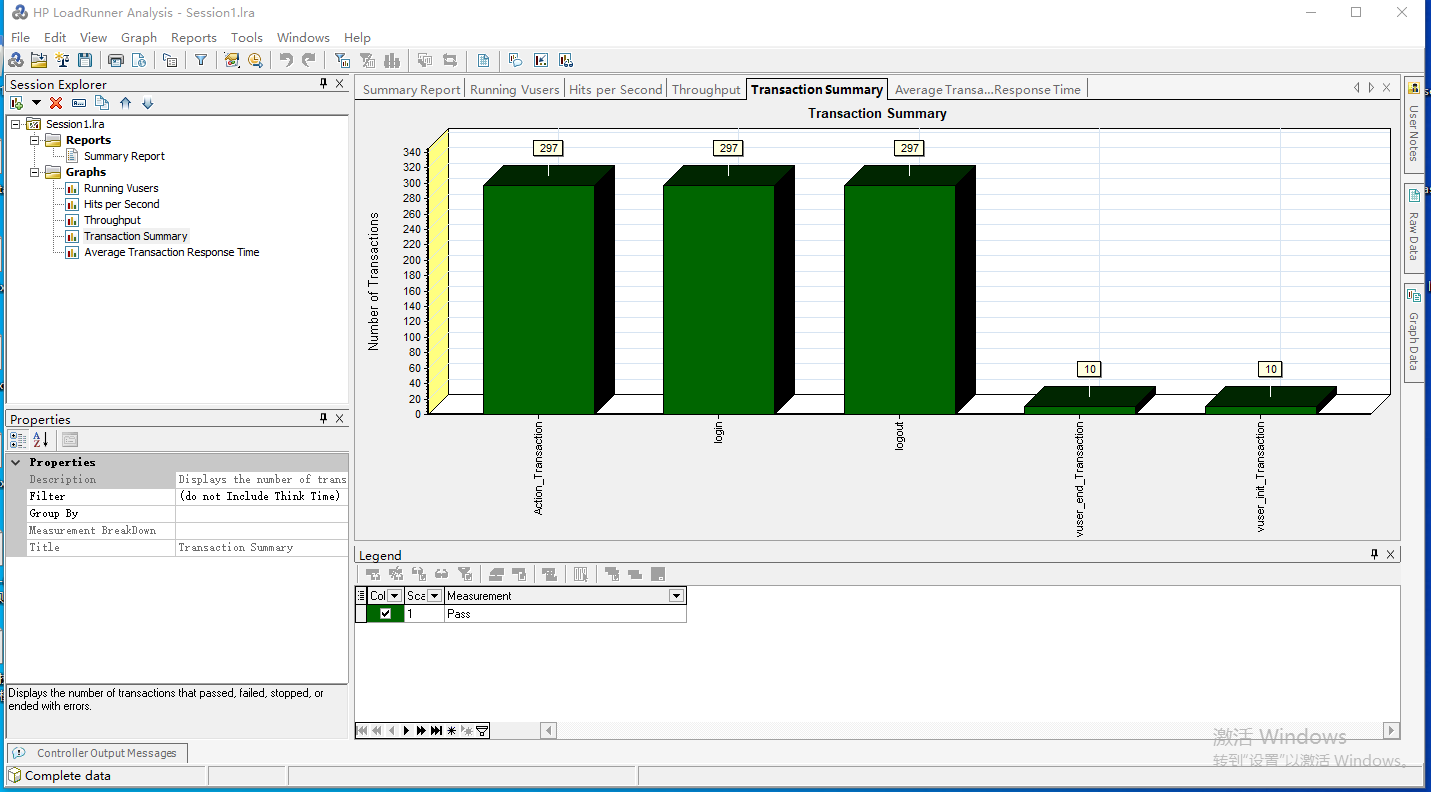 HP LoadRunner Analysis - Session1.lra
File Edit View Graph Reports Tools Windows Help
Session Explorer
Session1.lra
Reports
Summary Report
Graphs
Running Vusers
Hits per Second
Throughput
Transaction Summary
Average Transaction Response Time
Properties
Properties
Description Displays the number of trans
Filter (do not Include Think Time)
Group By
Measurement BreakDown
Title Transaction Summary
Displays the number of transactions that passed, failed, stopped, or
ended with errors.
Controller Output Messages
Complete data
Summary Report Running Vusers Hits per Second Throughput Transaction Summary Average Transa...Response Time
Transaction Summary
Number of Transactions
340
320
300
280
260
240
220
200
180
160
140
120
100
80
60
40
20
0
297 297 297 10 10
Action_Transaction
login
logout
vuser_end_Transaction
vuser_init_Transaction
Legend
Col Sca Measurement
1 Pass
User Notes
Raw Data
Graph Data
激活 Windows
转到"设置"以激活 Windows。